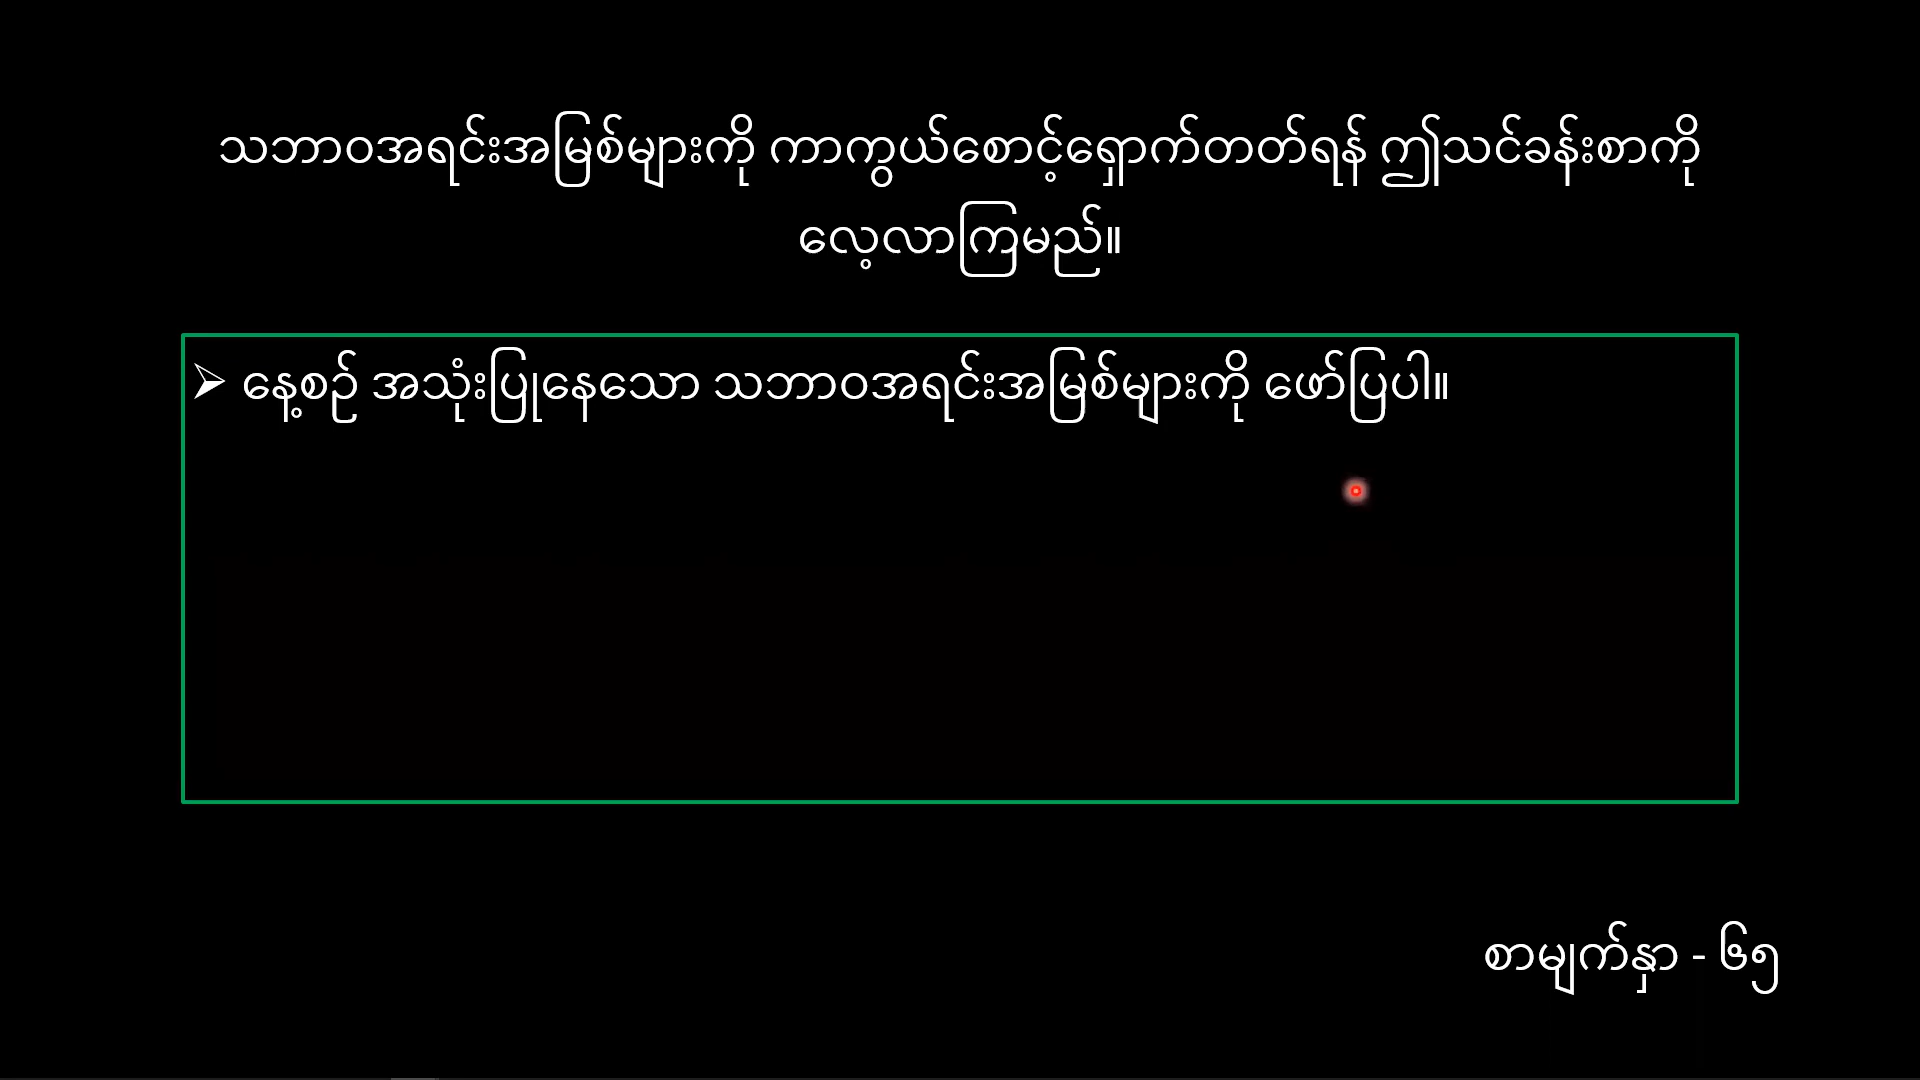 သဘာဝအရင်းအမြစ်များကို ကာကွယ်စောင့်ရှောက်တတ်ရန် ဤသင်ခန်းစာကို
လေ့လာကြမည်။
➢ နေ့စဉ် အသုံးပြုနေသော သဘာဝအရင်းအမြစ်များကို ဖော်ပြပါ။
စာမျက်နှာ - ၆၅